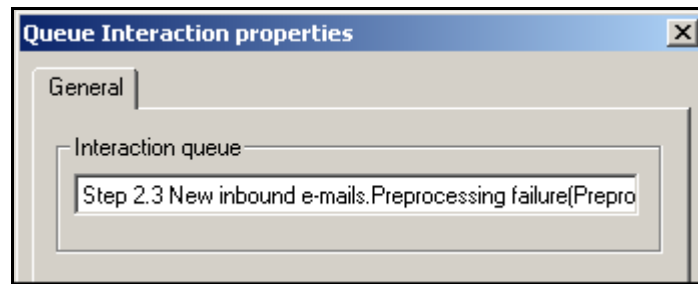 Queue Interaction properties
General
Interaction queue
Step 2.3 New inbound e-mails.Preprocessing failure(Prepro